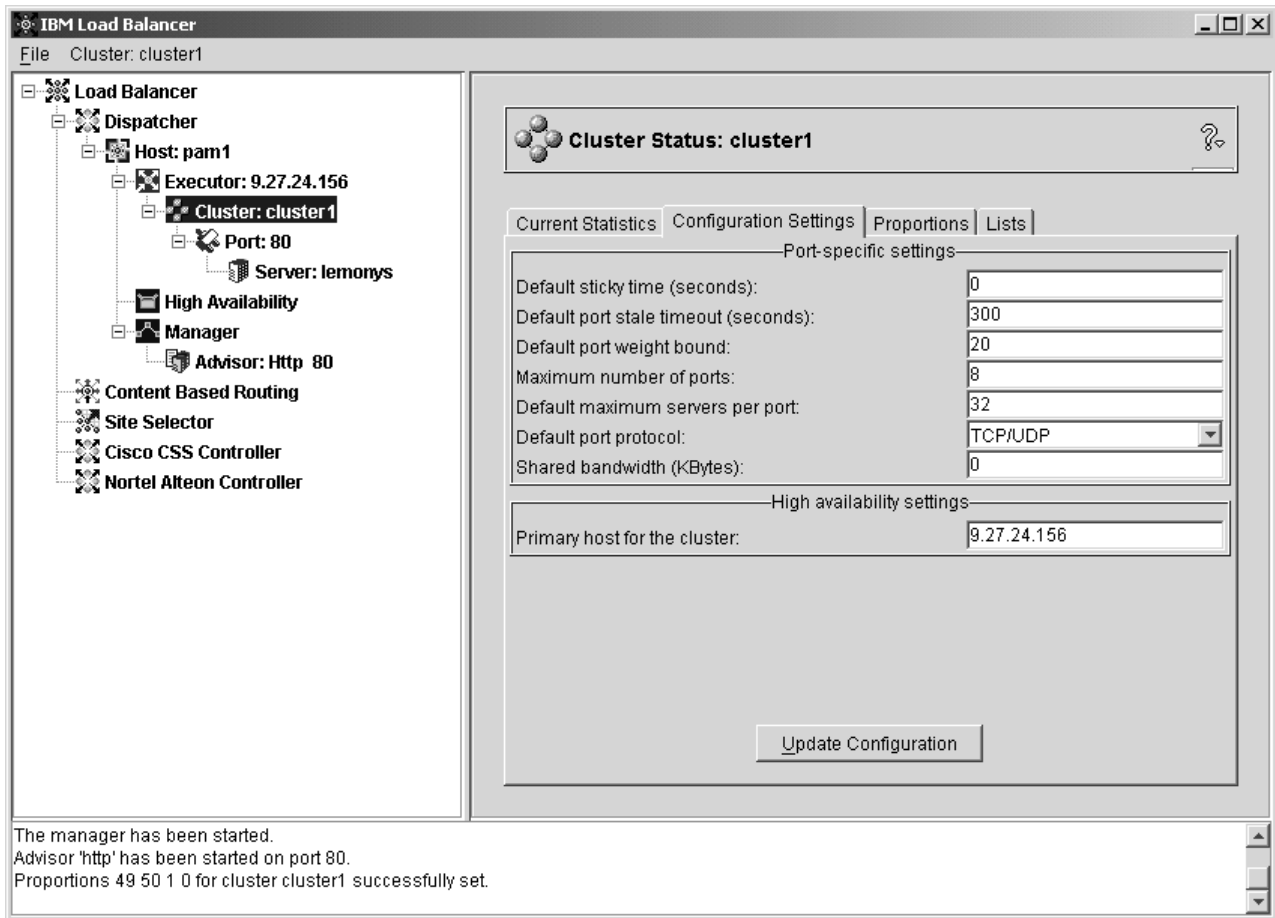 IBM Load Balancer
File Cluster: cluster1
Load Balancer
Dispatcher
Host: pam1
Executor: 9.27.24.156
Cluster: cluster1
Port: 80
Server: lemonys
High Availability
Manager
Advisor: Http 80
Content Based Routing
Site Selector
Cisco CSS Controller
Nortel Alteon Controller
Cluster Status: cluster1
?
Current Statistics Configuration Settings Proportions Lists
Port-specific settings
Default sticky time (seconds): 0
Default port stale timeout (seconds): 300
Default port weight bound: 20
Maximum number of ports: 8
Default maximum servers per port: 32
Default port protocol: TCP/UDP
Shared bandwidth (KBytes): 0
High availability settings
Primary host for the cluster: 9.27.24.156
Update Configuration
The manager has been started.
Advisor 'http' has been started on port 80.
Proportions 49 50 1 0 for cluster cluster1 successfully set.